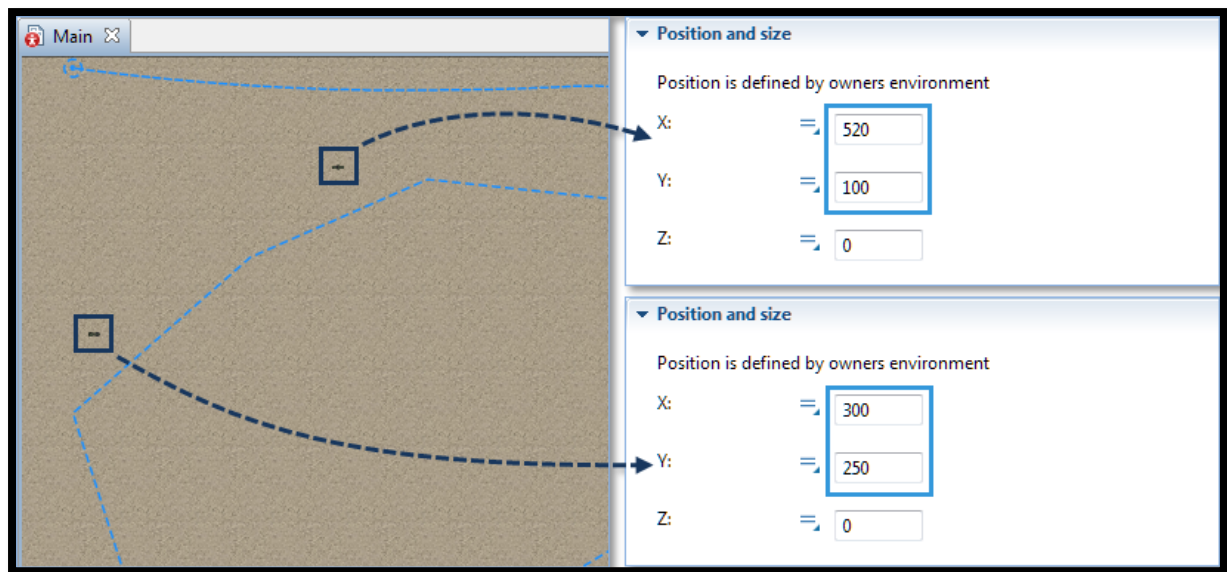 Main
Position and size
Position is defined by owners environment
X: 520
Y: 100
Z: 0
Position and size
Position is defined by owners environment
X: 300
Y: 250
Z: 0